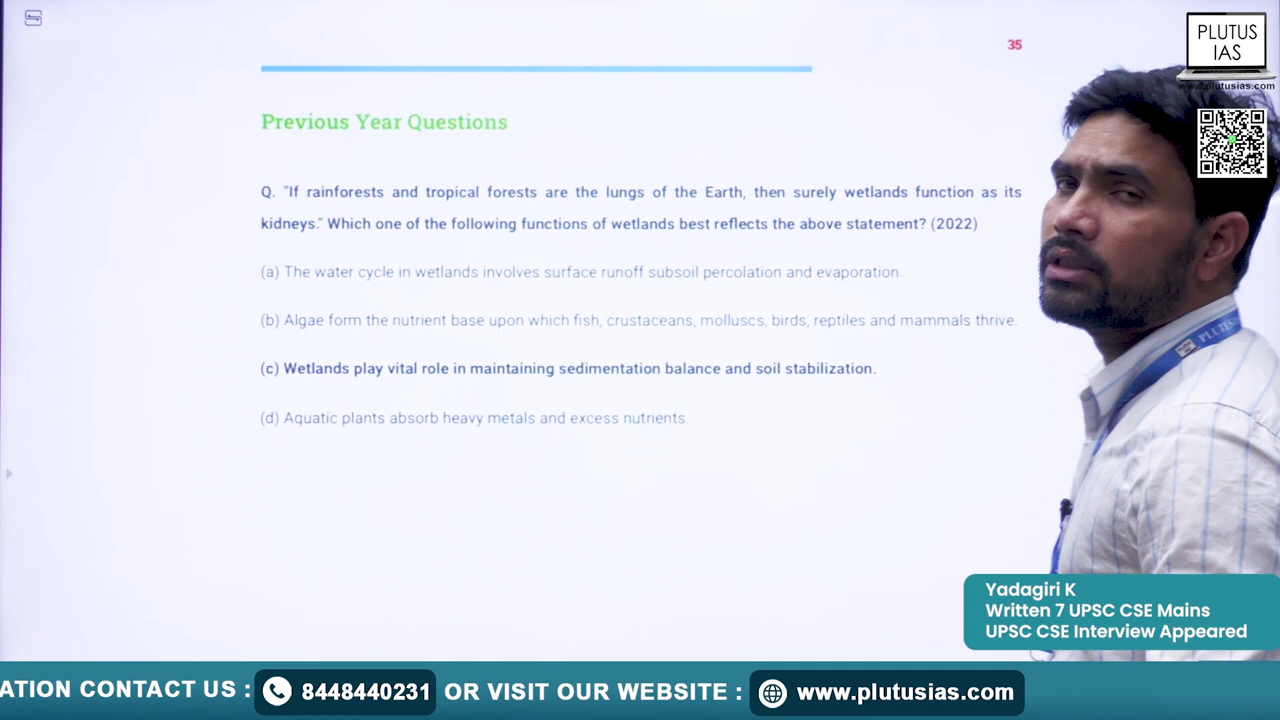 35
PLUTUS
IAS
www.plutusias.com
Previous Year Questions
Q. "If rainforests and tropical forests are the lungs of the Earth, then surely wetlands function as its
kidneys." Which one of the following functions of wetlands best reflects the above statement? (2022)
(a) The water cycle in wetlands involves surface runoff subsoil percolation and evaporation.
(b) Algae form the nutrient base upon which fish, crustaceans, molluscs, birds, reptiles and mammals thrive.
(c) Wetlands play vital role in maintaining sedimentation balance and soil stabilization.
(d) Aquatic plants absorb heavy metals and excess nutrients.
PLUTUS
Yadagiri K
Written 7 UPSC CSE Mains
UPSC CSE Interview Appeared
ATION CONTACT US : 8448440231 OR VISIT OUR WEBSITE : www.plutusias.com